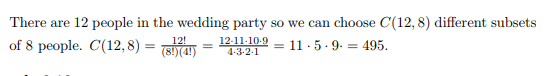 There are 12 people in the wedding party so we can choose C(12, 8) different subsets
of 8 people. C(12, 8) = 12!/(8!)(4!) = 12·11·10·9/4·3·2·1 = 11 · 5 · 9· = 495.